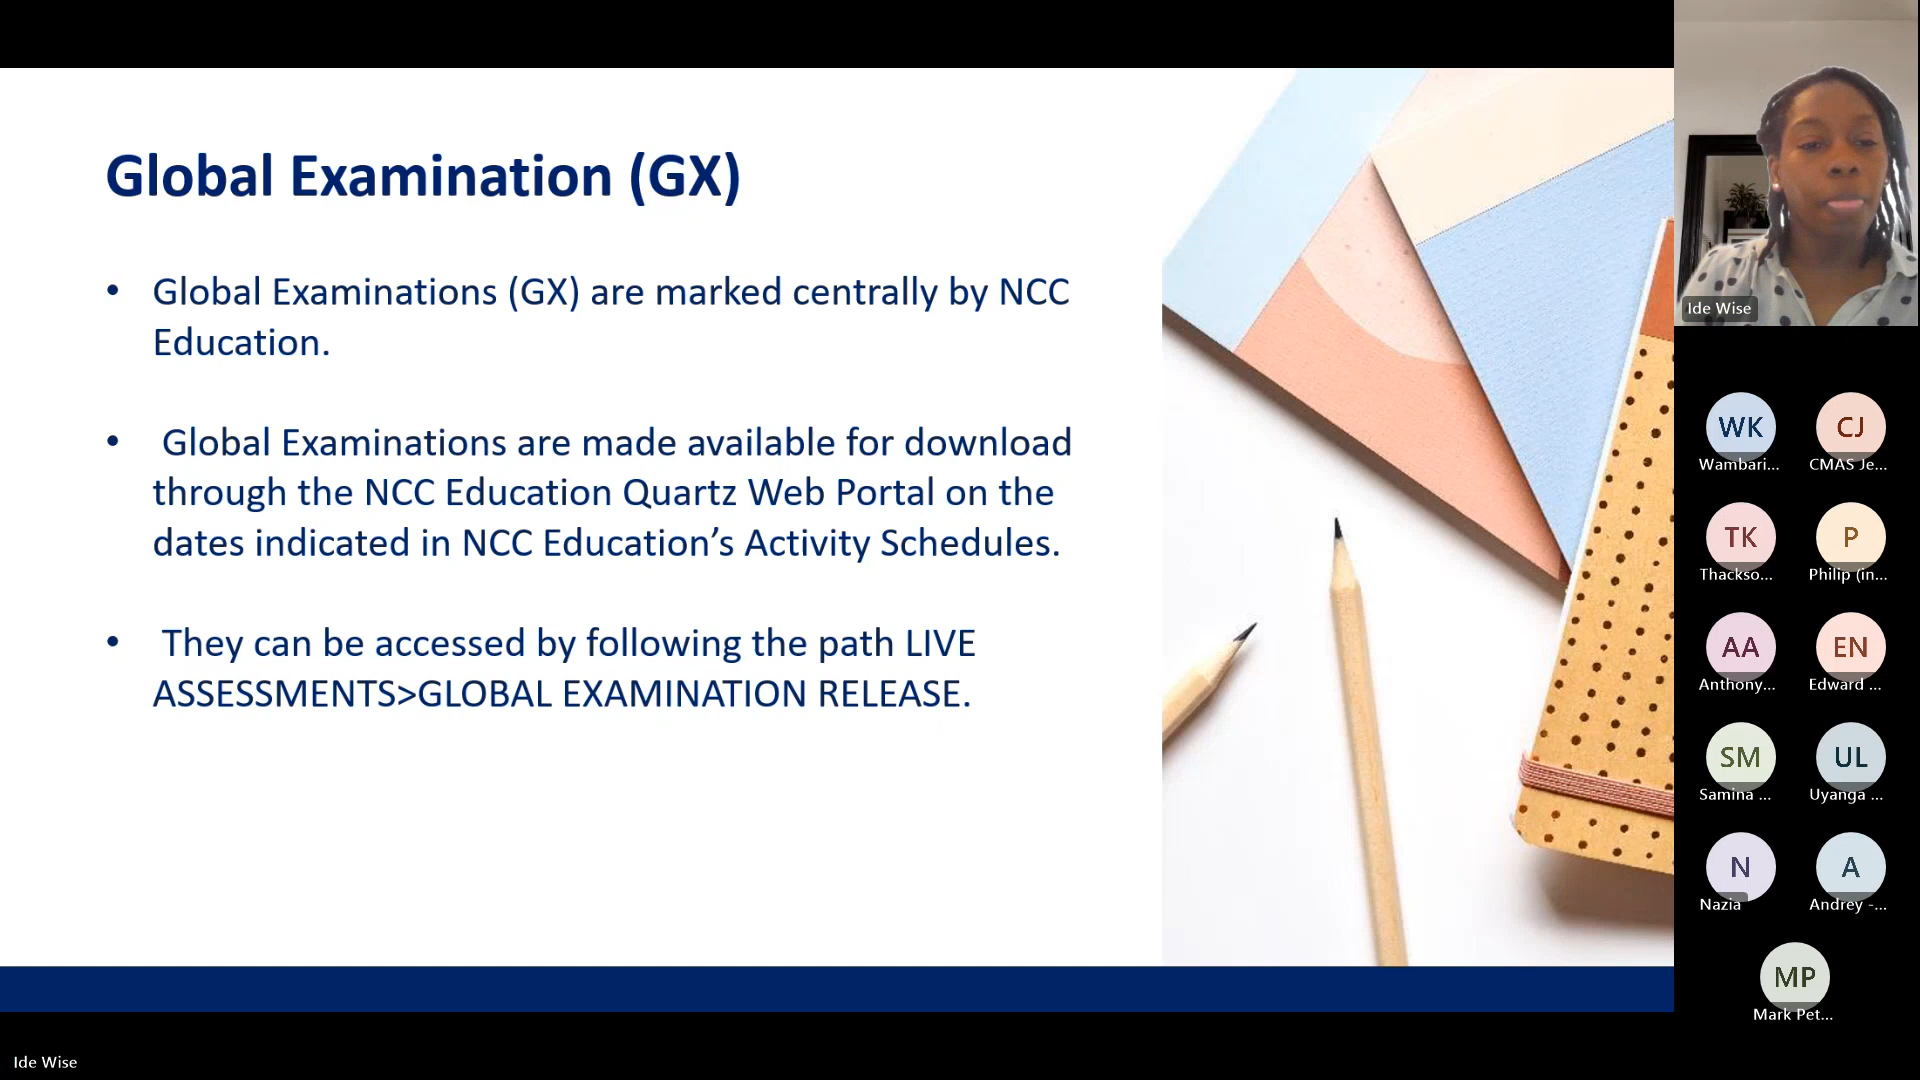 Global Examination (GX)
• Global Examinations (GX) are marked centrally by NCC
Education.
• Global Examinations are made available for download
through the NCC Education Quartz Web Portal on the
dates indicated in NCC Education’s Activity Schedules.
• They can be accessed by following the path LIVE
ASSESSMENTS>GLOBAL EXAMINATION RELEASE.
Ide Wise
WK
Wambari...
CJ
CMAS Je...
TK
Thackso...
P
Philip (in...
AA
Anthony...
EN
Edward ...
SM
Samina ...
UL
Uyanga ...
N
Nazia
A
Andrey -...
MP
Mark Pet...
Ide Wise